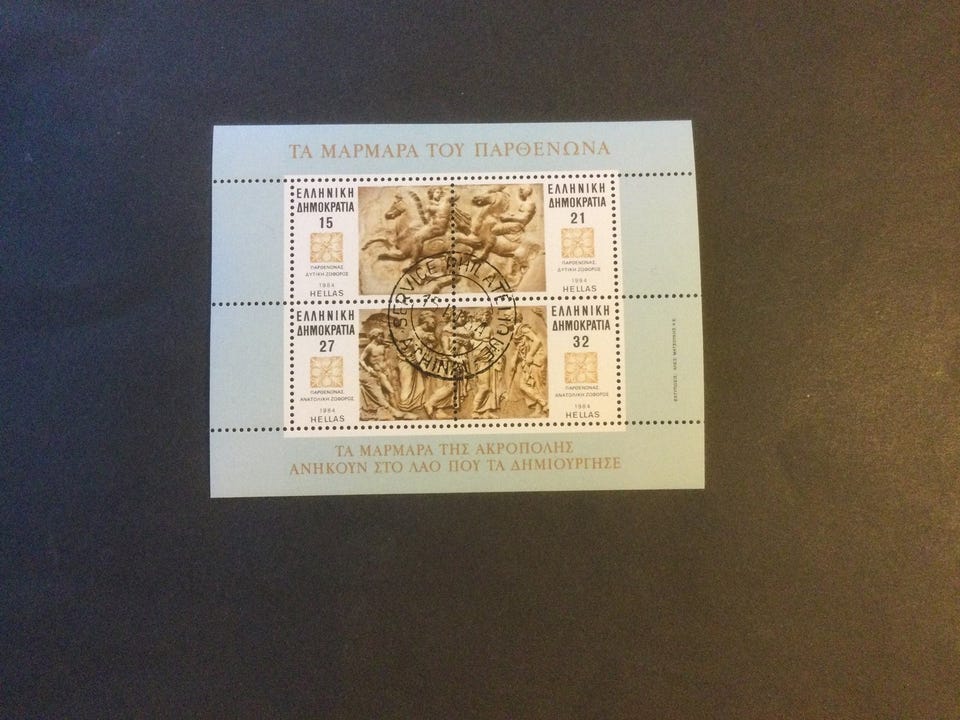 ΤΑ ΜΑΡΜΑΡΑ ΤΟΥ ΠΑΡΘΕΝΩΝΑ
ΕΛΛΗΝΙΚΗ
ΔΗΜΟΚΡΑΤΙΑ
15
ΠΑΡΘΕΝΩΝΑΣ,
ΔΥΤΙΚΗ ΖΩΦΟΡΟΣ
1984
HELLAS
ΕΛΛΗΝΙΚΗ
ΔΗΜΟΚΡΑΤΙΑ
21
ΠΑΡΘΕΝΩΝΑΣ,
ΔΥΤΙΚΗ ΖΩΦΟΡΟΣ
1984
HELLAS
SERVICE PHILATELIQUE
ATHINAI
ΕΛΛΗΝΙΚΗ
ΔΗΜΟΚΡΑΤΙΑ
27
ΠΑΡΘΕΝΩΝΑΣ,
ΑΝΑΤΟΛΙΚΗ ΖΩΦΟΡΟΣ
1984
HELLAS
ΕΛΛΗΝΙΚΗ
ΔΗΜΟΚΡΑΤΙΑ
32
ΠΑΡΘΕΝΩΝΑΣ,
ΑΝΑΤΟΛΙΚΗ ΖΩΦΟΡΟΣ
1984
HELLAS
ΤΑ ΜΑΡΜΑΡΑ ΤΗΣ ΑΚΡΟΠΟΛΗΣ
ΑΝΗΚΟΥΝ ΣΤΟ ΛΑΟ ΠΟΥ ΤΑ ΔΗΜΙΟΥΡΓΗΣΕ